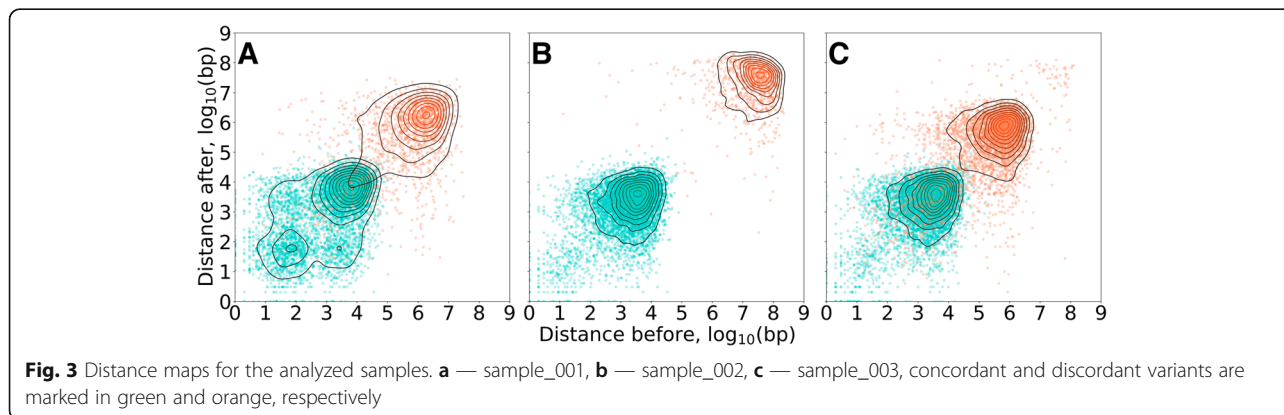 A
B
C
9
8
7
6
5
4
3
2
1
0
Distance after, log₁₀(bp)
0 1 2 3 4 5 6 7 8 9
0 1 2 3 4 5 6 7 8 9
0 1 2 3 4 5 6 7 8 9
Distance before, log₁₀(bp)
Fig. 3 Distance maps for the analyzed samples. a — sample_001, b — sample_002, c — sample_003, concordant and discordant variants are
marked in green and orange, respectively